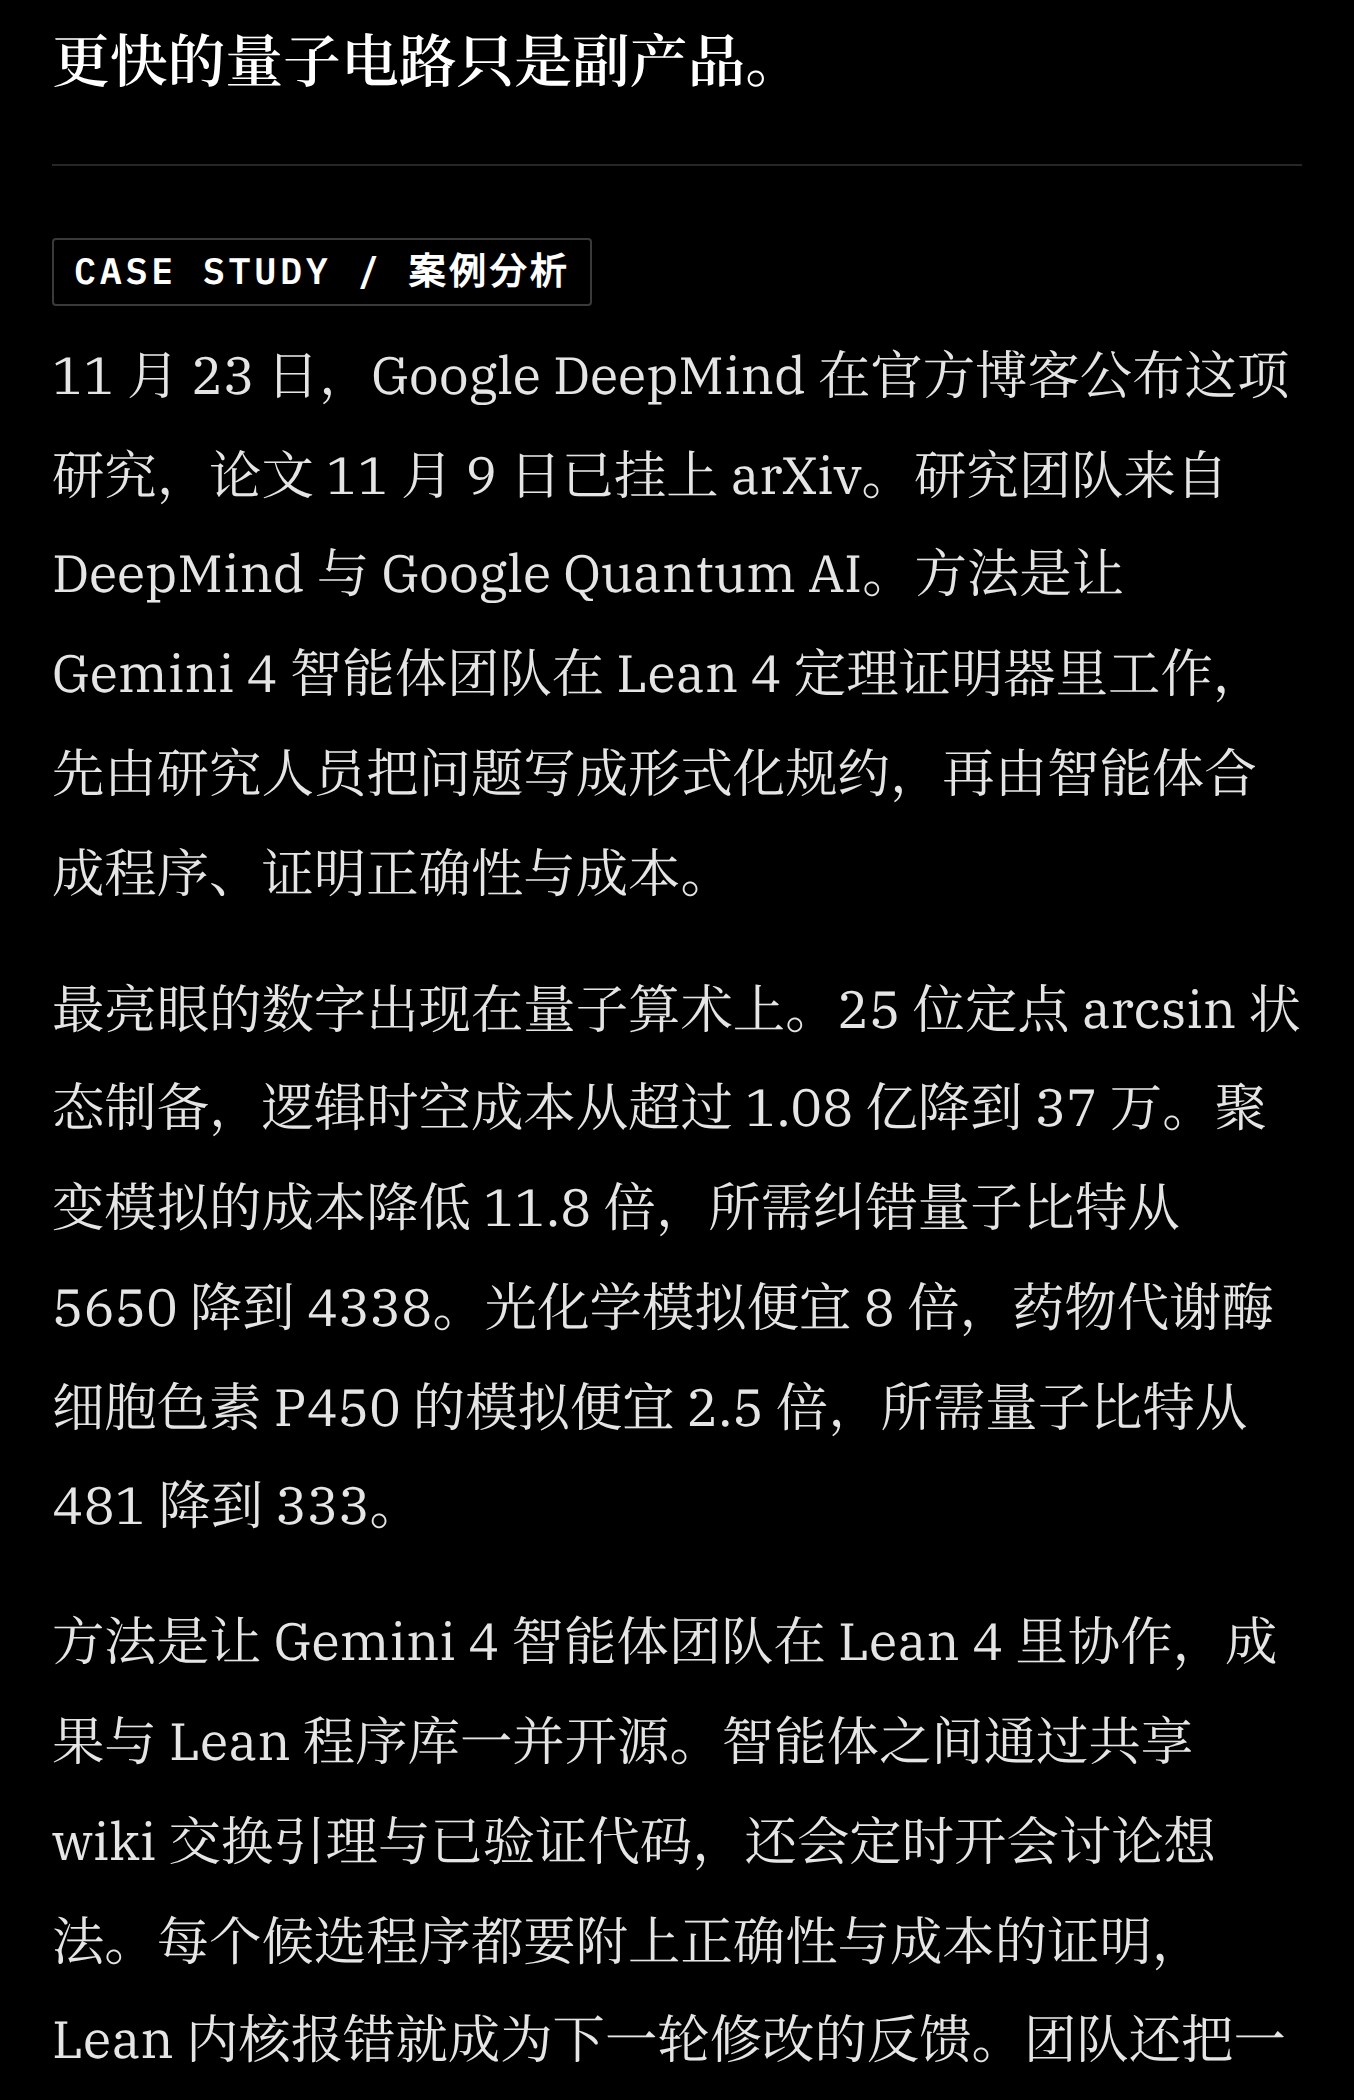 更快的量子电路只是副产品。
CASE STUDY / 案例分析
11 月 23 日，Google DeepMind 在官方博客公布这项
研究，论文 11 月 9 日已挂上 arXiv。研究团队来自
DeepMind 与 Google Quantum AI。方法是让
Gemini 4 智能体团队在 Lean 4 定理证明器里工作，
先由研究人员把问题写成形式化规约，再由智能体合
成程序、证明正确性与成本。
最亮眼的数字出现在量子算术上。25 位定点 arcsin 状
态制备，逻辑时空成本从超过 1.08 亿降到 37 万。聚
变模拟的成本降低 11.8 倍，所需纠错量子比特从
5650 降到 4338。光化学模拟便宜 8 倍，药物代谢酶
细胞色素 P450 的模拟便宜 2.5 倍，所需量子比特从
481 降到 333。
方法是让 Gemini 4 智能体团队在 Lean 4 里协作，成
果与 Lean 程序库一并开源。智能体之间通过共享
wiki 交换引理与已验证代码，还会定时开会讨论想
法。每个候选程序都要附上正确性与成本的证明，
Lean 内核报错就成为下一轮修改的反馈。团队还把一